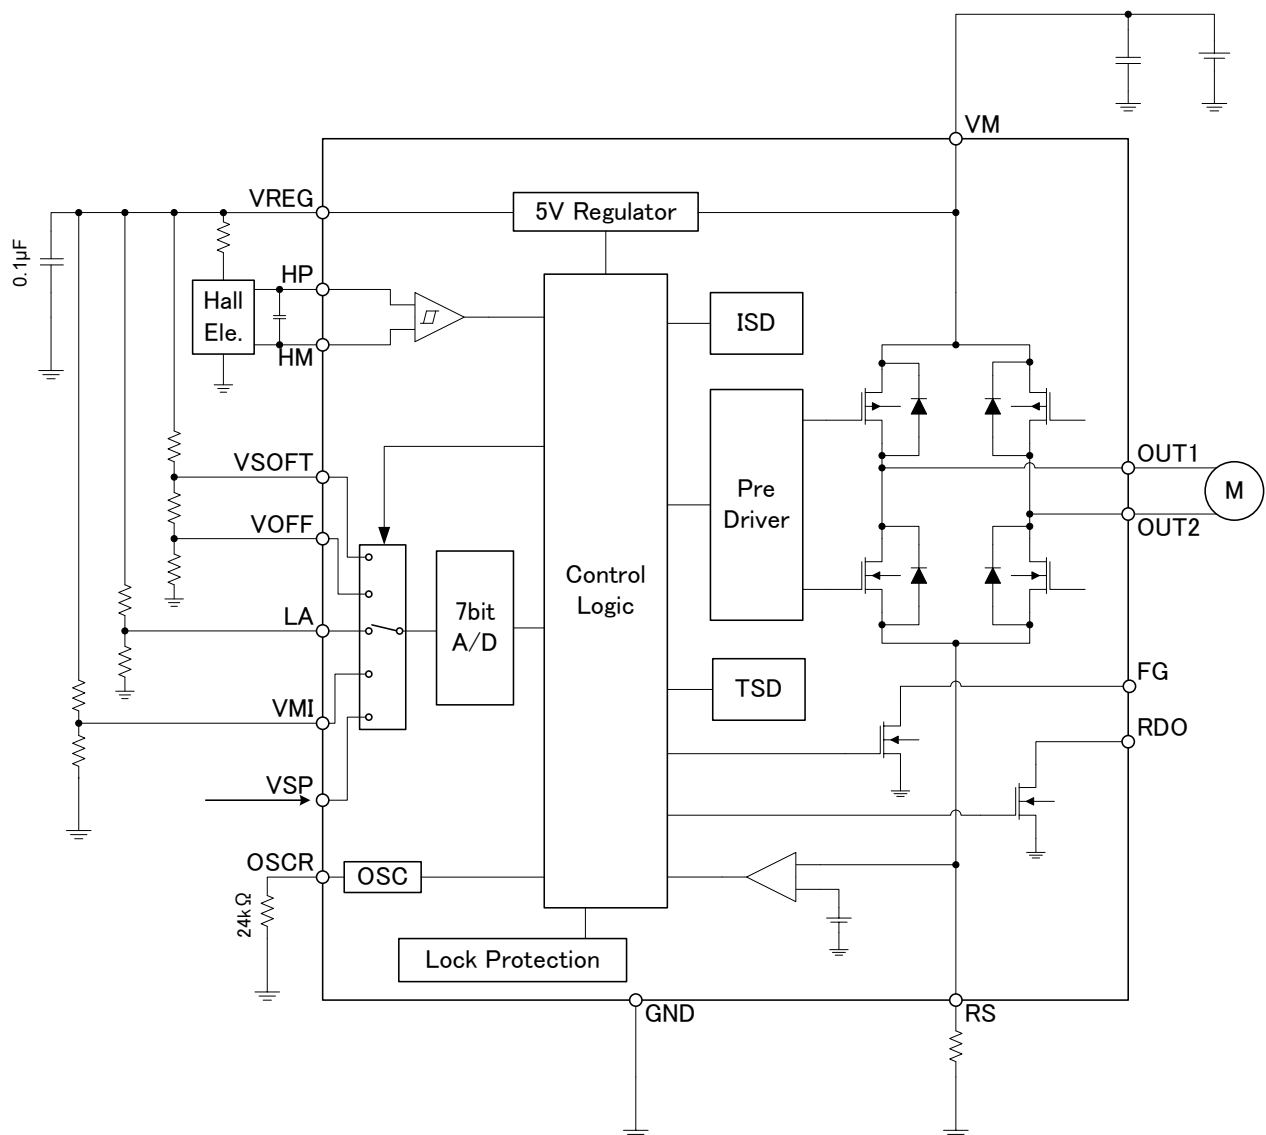 VM
VREG
5V Regulator
0.1μF
HP
Hall
Ele.
HM
ISD
VSOFT
OUT1
M
Pre
Driver
VOFF
OUT2
Control
Logic
7bit
A/D
LA
FG
TSD
VMI
RDO
VSP
OSCR
OSC
24kΩ
Lock Protection
GND
RS